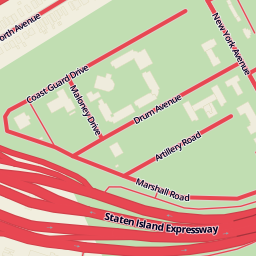 orth Avenue
New York Avenue
Coast Guard Drive
Maloney Drive
Drum Avenue
Artillery Road
Marshall Road
Staten Island Expressway